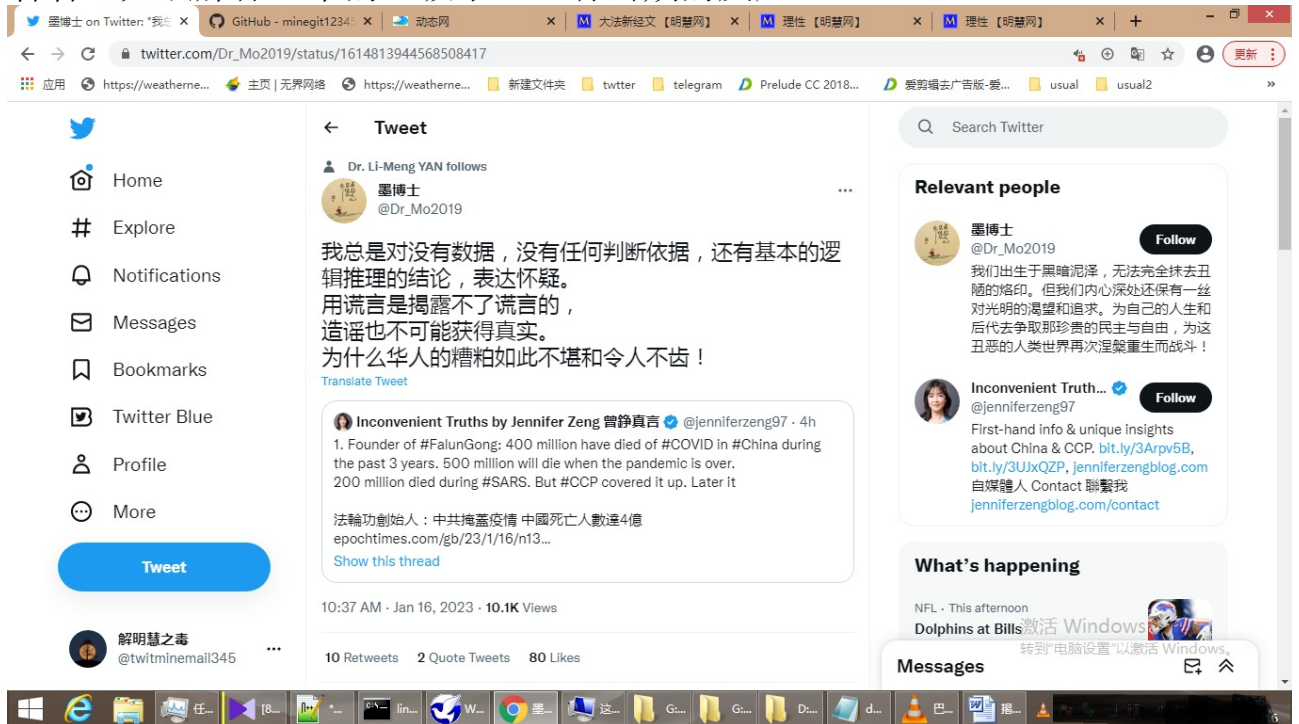 墨博士 on Twitter: "我总
GitHub - minegit1234
动态网
大法新经文【明慧网】
理性【明慧网】
理性【明慧网】
twitter.com/Dr_Mo2019/status/1614813944568508417
更新
应用
https://weatherne...
主页 | 无界网络
https://weatherne...
新建文件夹
twtter
telegram
Prelude CC 2018...
爱剪辑去广告版-爱...
usual
usual2
Home
Explore
Notifications
Messages
Bookmarks
Twitter Blue
Profile
More
Tweet
解明慧之毒
@twitminemail345
Tweet
Dr. Li-Meng YAN follows
墨博士
@Dr_Mo2019
我总是对没有数据，没有任何判断依据，还有基本的逻
辑推理的结论，表达怀疑。
用谎言是揭露不了谎言的，
造谣也不可能获得真实。
为什么华人的糟粕如此不堪和令人不齿！
Translate Tweet
Inconvenient Truths by Jennifer Zeng 曾錚真言 @jenniferzeng97 · 4h
1. Founder of #FalunGong: 400 million have died of #COVID in #China during
the past 3 years. 500 million will die when the pandemic is over.
200 million died during #SARS. But #CCP covered it up. Later it
法輪功創始人：中共掩蓋疫情 中國死亡人數達4億
epochtimes.com/gb/23/1/16/n13...
Show this thread
10:37 AM · Jan 16, 2023 · 10.1K Views
10 Retweets 2 Quote Tweets 80 Likes
Search Twitter
Relevant people
墨博士
@Dr_Mo2019
Follow
我们出生于黑暗泥泽，无法完全抹去丑
陋的烙印。但我们内心深处还保有一丝
对光明的渴望和追求。为自己的人生和
后代去争取那珍贵的民主与自由，为这
丑恶的人类世界再次涅槃重生而战斗！
Inconvenient Truth...
@jenniferzeng97
Follow
First-hand info & unique insights
about China & CCP. bit.ly/3Arpv5B,
bit.ly/3UJxQZP, jenniferzengblog.com
自媒體人 Contact 聯繫我
jenniferzengblog.com/contact
What's happening
NFL · This afternoon
Dolphins at Bills
激活 Windows
转到"电脑设置"以激活 Windows。
Messages
任...
[8...
lin...
W...
墨...
这...
G:...
G:...
D:...
d...
巴...
揭...